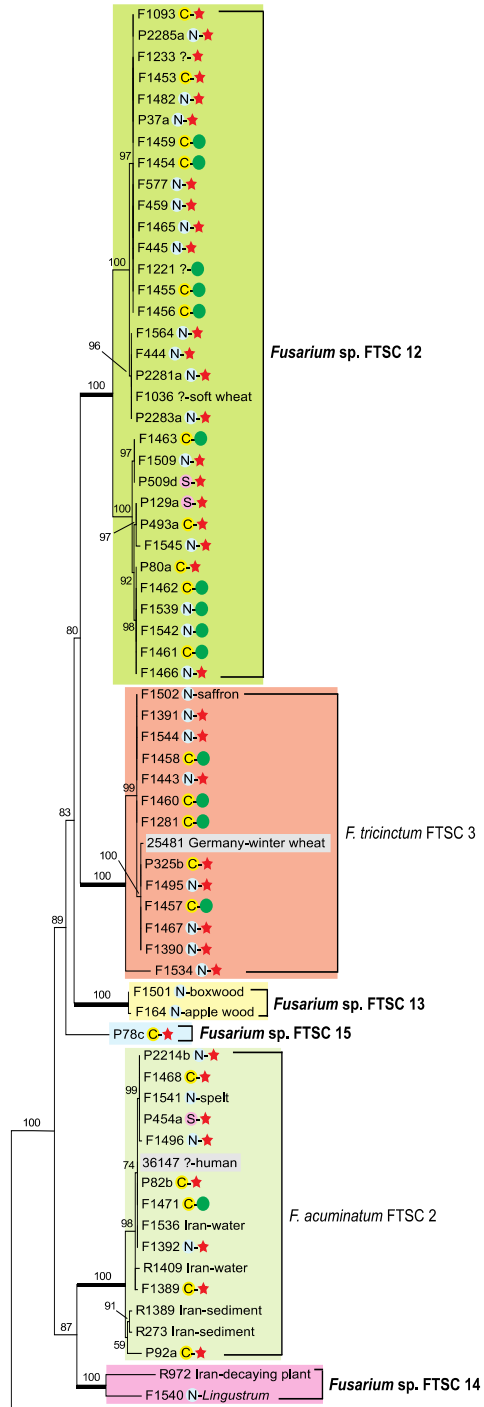 F1093 C-
P2285a N-
F1233 ?-
F1453 C-
F1482 N-
P37a N-
F1459 C-
97
F1454 C-
F577 N-
F459 N-
F1465 N-
F445 N-
100
F1221 ?-
F1455 C-
F1456 C-
F1564 N-
Fusarium sp. FTSC 12
F444 N-
96
P2281a N-
F1036 ?-soft wheat
100
P2283a N-
F1463 C-
97
F1509 N-
P509d S-
P129a S-
100
P493a C-
97
F1545 N-
P80a C-
92
F1462 C-
F1539 N-
F1542 N-
98
80
F1461 C-
F1466 N-
F1502 N-saffron
F1391 N-
F1544 N-
F1458 C-
F1443 N-
99
F1460 C-
83
F1281 C-
F. tricinctum FTSC 3
25481 Germany-winter wheat
100
P325b C-
100
F1495 N-
F1457 C-
89
F1467 N-
F1390 N-
F1534 N-
F1501 N-boxwood
100
Fusarium sp. FTSC 13
F164 N-apple wood
P78c C-
Fusarium sp. FTSC 15
P2214b N-
F1468 C-
99
F1541 N-spelt
P454a S-
100
F1496 N-
36147 ?-human
74
P82b C-
F. acuminatum FTSC 2
F1471 C-
98
F1536 Iran-water
F1392 N-
R1409 Iran-water
100
F1389 C-
91
R1389 Iran-sediment
87
R273 Iran-sediment
59
P92a C-
R972 Iran-decaying plant
100
Fusarium sp. FTSC 14
F1540 N-Lingustrum